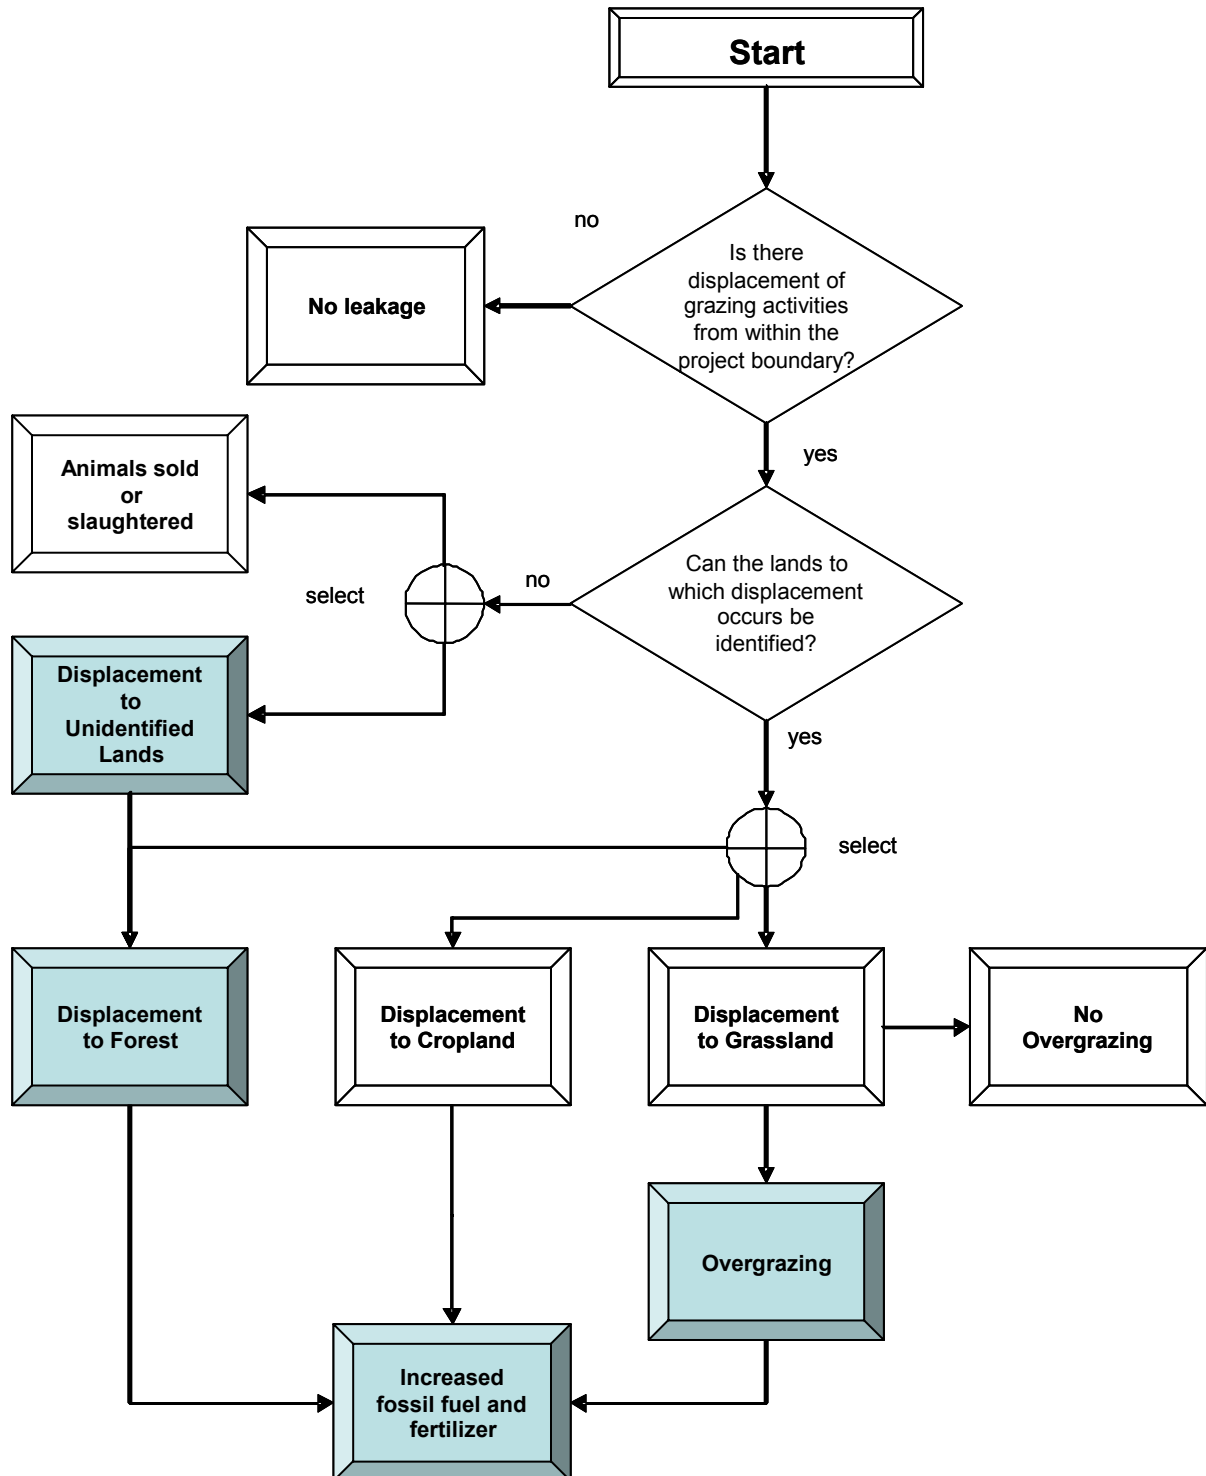 Start
no
Is there
displacement of
grazing activities
from within the
project boundary?
No leakage
yes
Animals sold
or
slaughtered
select
no
Can the lands to
which displacement
occurs be
identified?
Displacement
to
Unidentified
Lands
yes
select
Displacement
to Forest
Displacement
to Cropland
Displacement
to Grassland
No
Overgrazing
Overgrazing
Increased
fossil fuel and
fertilizer